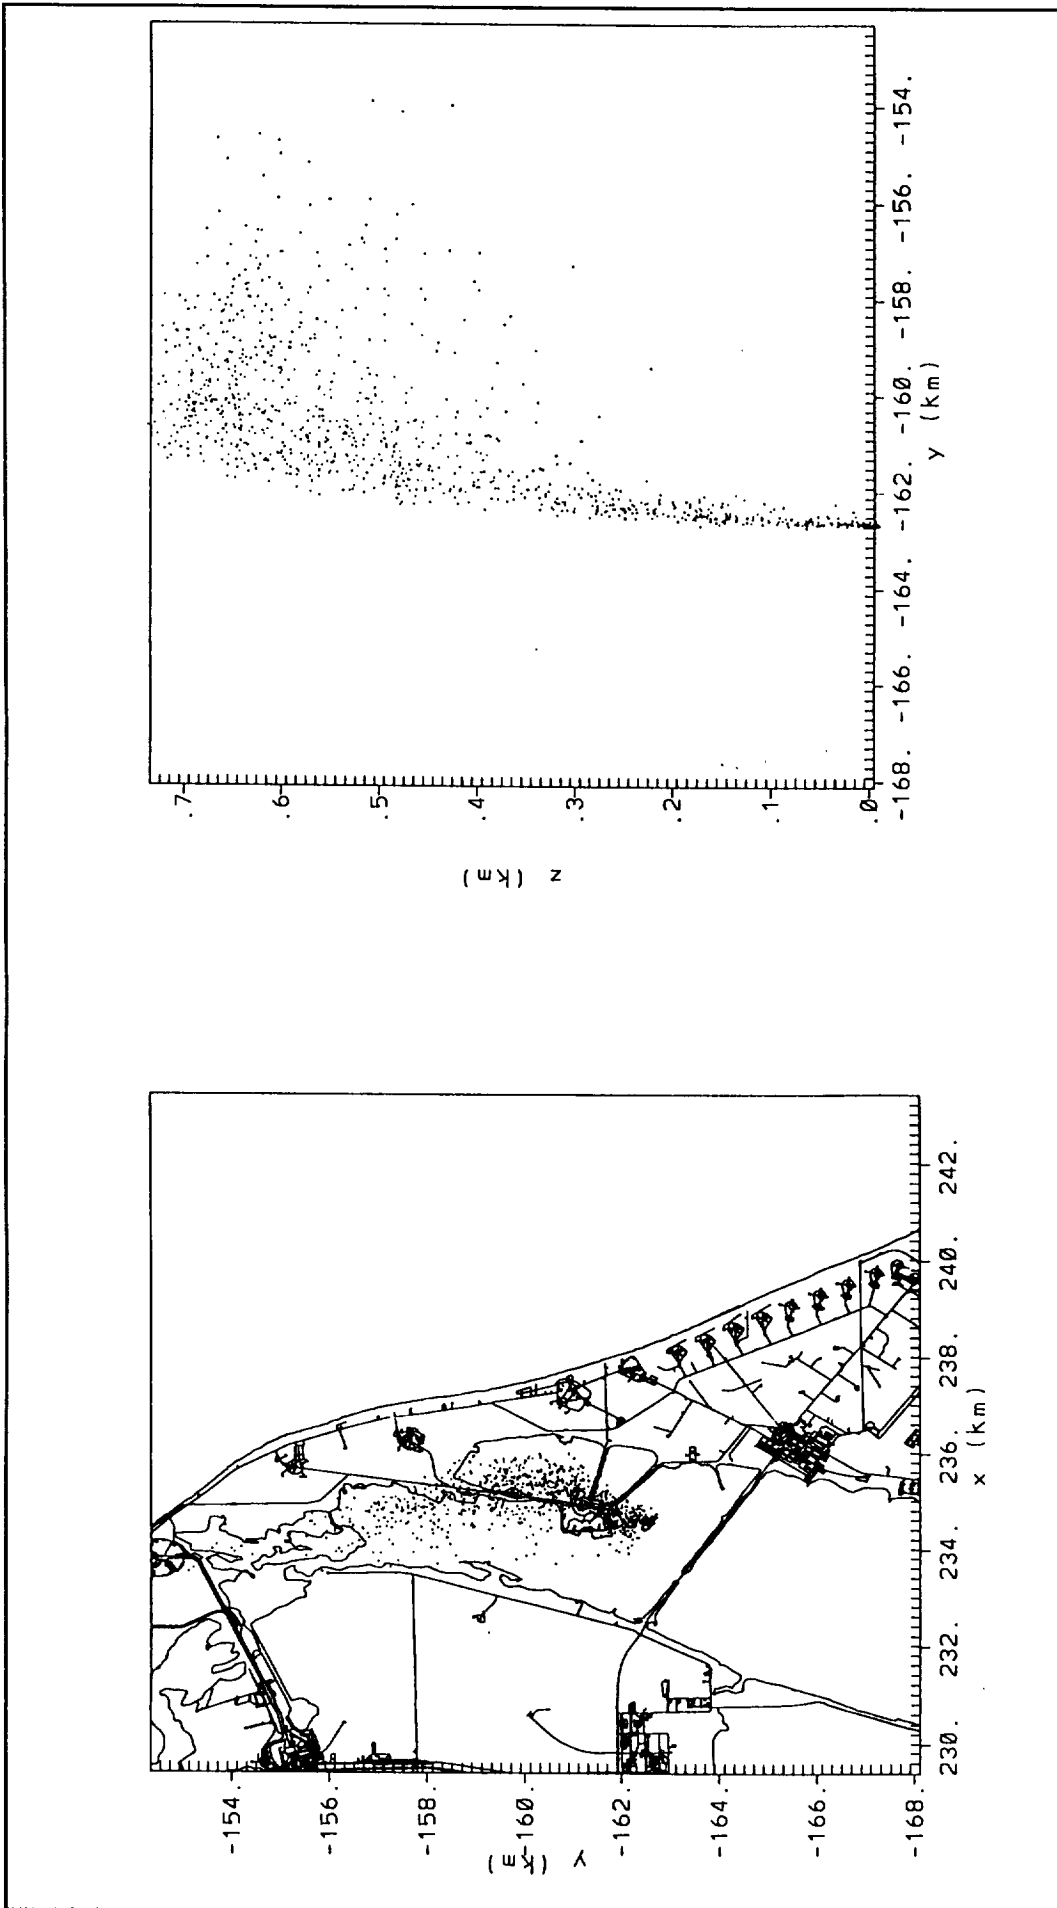 .7
.6
.5
.4
.3
.2
.1
.0
z (km)
-168. -166. -164. -162. -160. -158. -156. -154.
y (km)
-154.
-156.
-158.
-160.
-162.
-164.
-166.
-168.
Y (km)
230. 232. 234. 236. 238. 240. 242.
x (km)